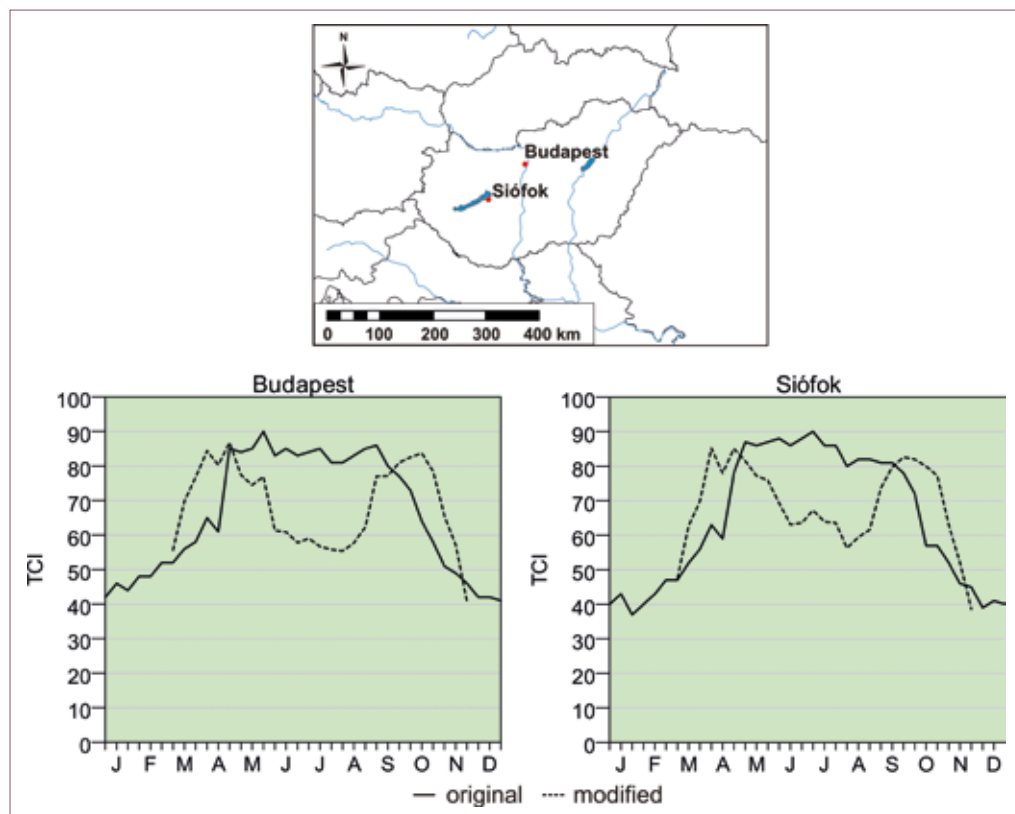 N
Budapest
Siófok
0 100 200 300 400 km
Budapest
Siófok
TCI
100
90
80
70
60
50
40
30
20
10
0
J F M A M J J A S O N D
TCI
100
90
80
70
60
50
40
30
20
10
0
J F M A M J J A S O N D
original modified